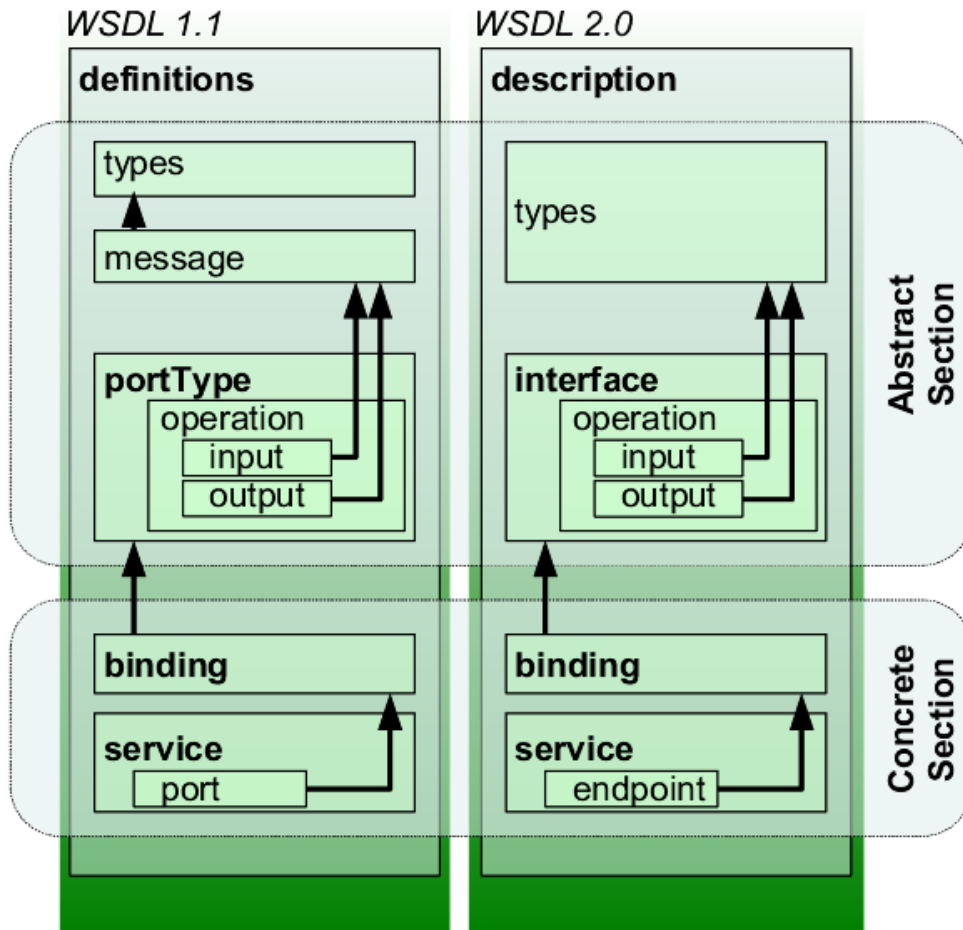 WSDL 1.1
definitions
types
message
portType
operation
input
output
binding
service
port
WSDL 2.0
description
types
interface
operation
input
output
binding
service
endpoint
Abstract
Section
Concrete
Section